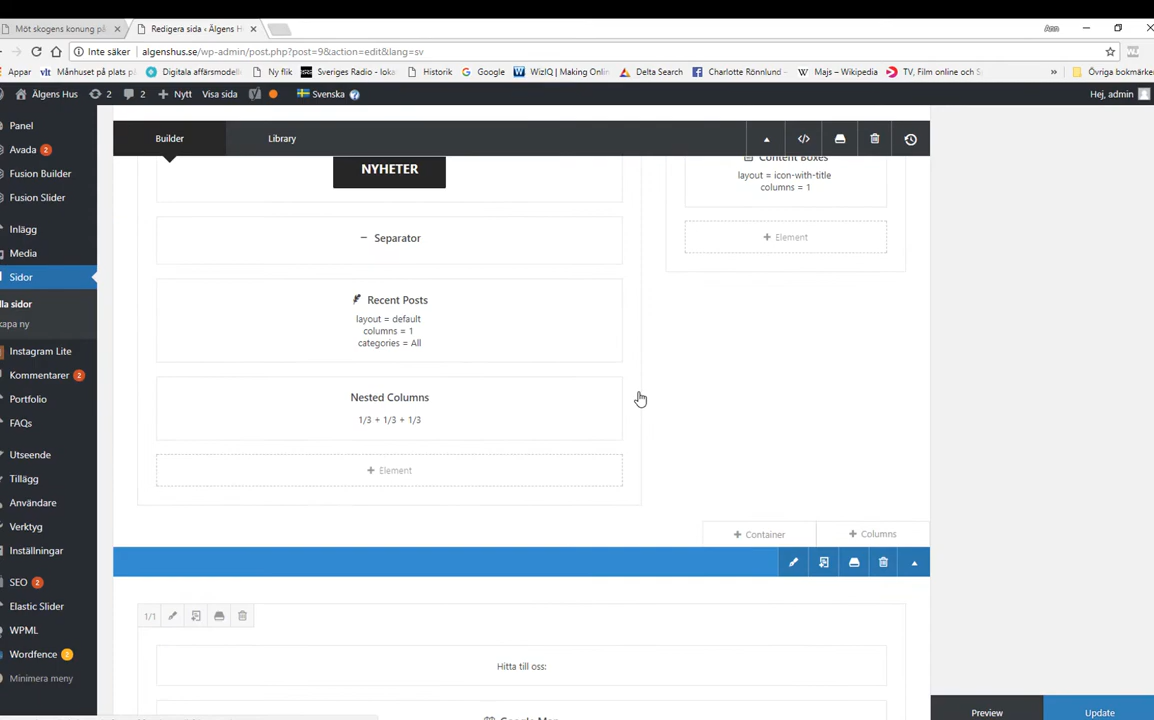 Möt skogens konung på
Redigera sida ‹ Älgens H
Ann
Inte säker
algenshus.se/wp-admin/post.php?post=9&action=edit&lang=sv
Appar
Månhuset på plats p
Digitala affärsmodelle
Ny flik
Sveriges Radio - loka
Historik
Google
WizIQ | Making Onlin
Delta Search
Charlotte Rönnlund -
Majs – Wikipedia
TV, Film online och S
»
Övriga bokmärken
Älgens Hus
2
2
+ Nytt
Visa sida
Svenska
Hej, admin
Panel
Avada 2
Fusion Builder
Fusion Slider
Inlägg
Media
Sidor
lla sidor
kapa ny
Instagram Lite
Kommentarer 2
Portfolio
FAQs
Utseende
Tillägg
Användare
Verktyg
Inställningar
SEO 2
Elastic Slider
WPML
Wordfence 2
Minimera meny
Builder
Library
NYHETER
Separator
Recent Posts
layout = default
columns = 1
categories = All
Nested Columns
1/3 + 1/3 + 1/3
+ Element
Content Boxes
layout = icon-with-title
columns = 1
+ Element
+ Container
+ Columns
1/1
Hitta till oss:
Google Map
Preview
Update